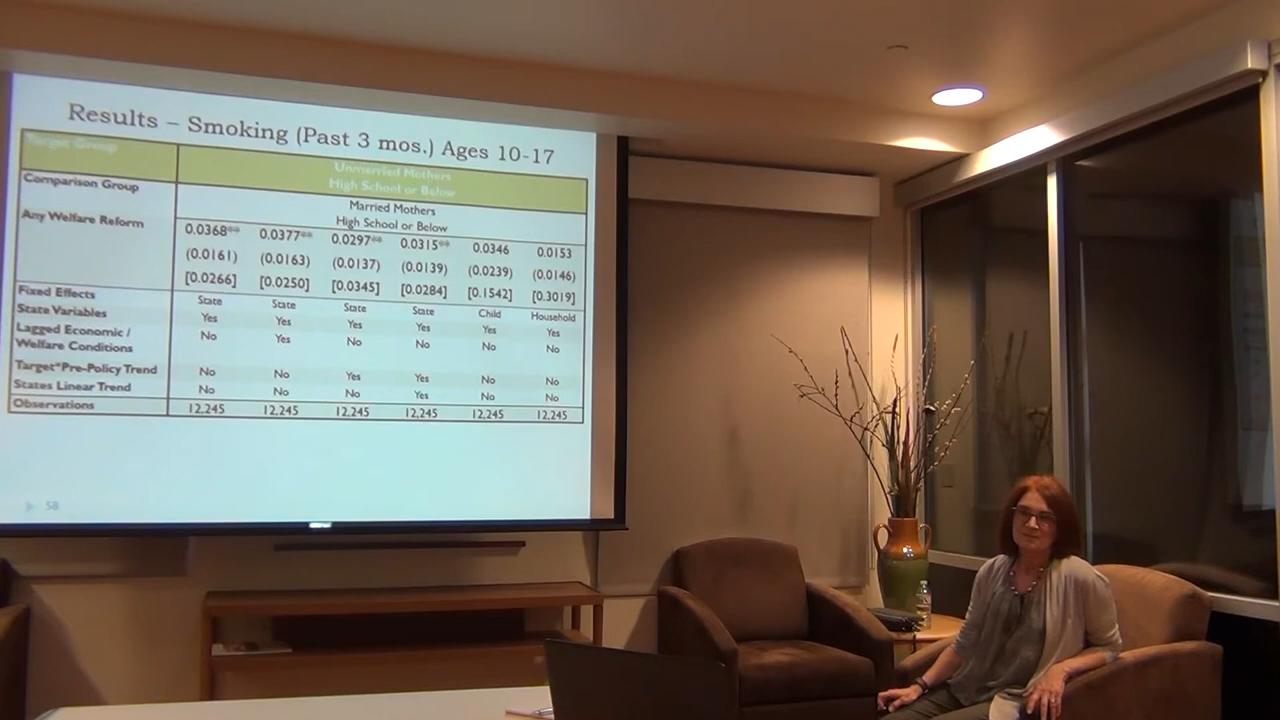 Results – Smoking (Past 3 mos.) Ages 10-17
Target Group
Unmarried Mothers
High School or Below
Comparison Group
Married Mothers
High School or Below
Any Welfare Reform
0.0368** 0.0377** 0.0297** 0.0315** 0.0346 0.0153
(0.0161) (0.0163) (0.0137) (0.0139) (0.0239) (0.0146)
[0.0266] [0.0250] [0.0345] [0.0284] [0.1542] [0.3019]
Fixed Effects State State State State Child Household
State Variables Yes Yes Yes Yes Yes Yes
Lagged Economic /
Welfare Conditions No Yes No No No No
Target*Pre-Policy Trend No No Yes Yes No No
States Linear Trend No No No Yes No No
Observations 12,245 12,245 12,245 12,245 12,245 12,245
58